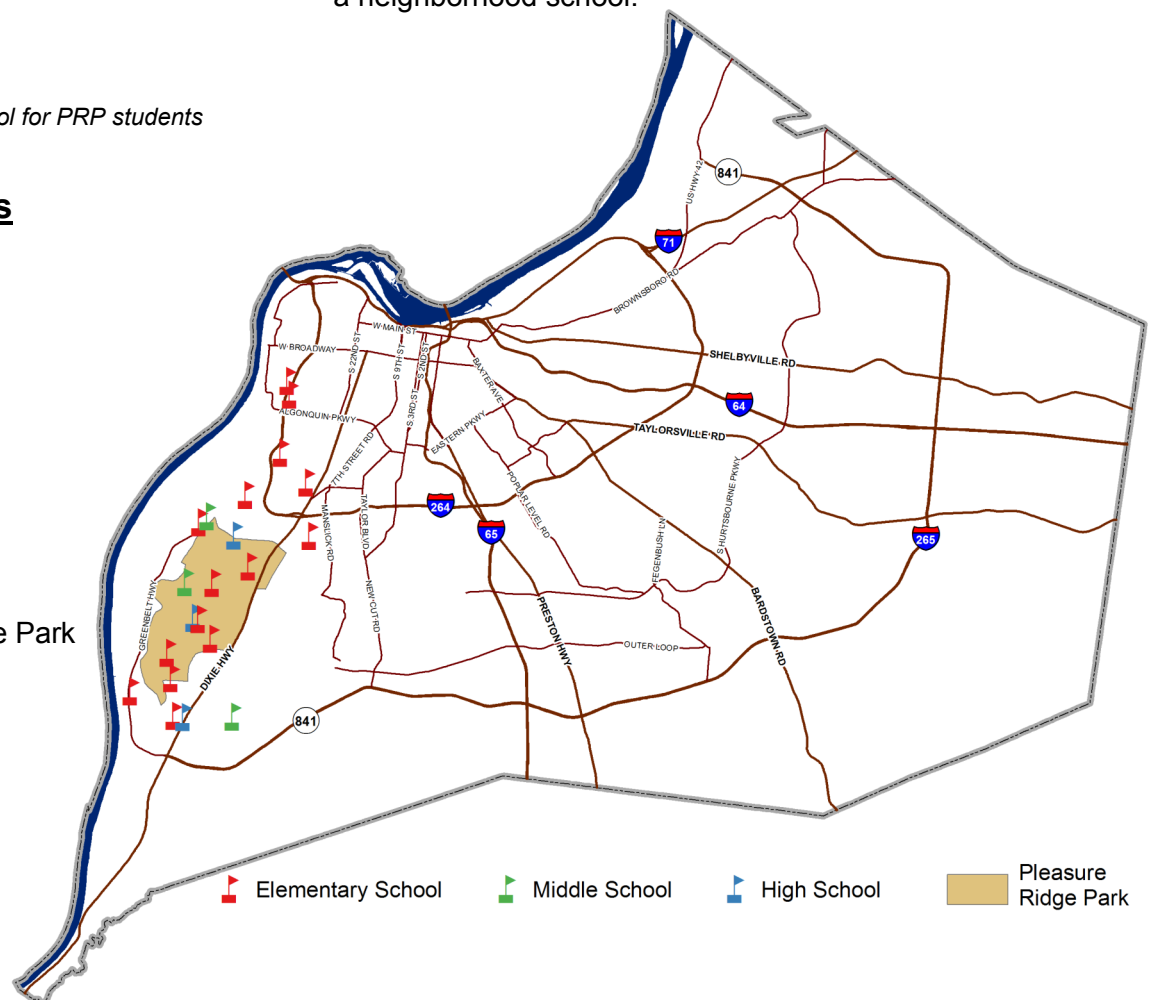 a neighborhood school.
ol for PRP students
s
e Park
841
US HWY 42
71
BROWNSBORO RD
W MAIN ST
W BROADWAY
S 22ND ST
S 9TH ST
S 2ND ST
S 3RD ST
BAXTER AVE
SHELBYVILLE RD
64
ALGONQUIN PKWY
EASTERN PKWY
TAYLORSVILLE RD
7TH STREET RD
POPLAR LEVEL RD
S HURTSBOURNE PKWY
MANSLICK RD
TAYLOR BLVD
264
65
265
FEGENBUSH LN
GREENBELT HWY
NEW CUT RD
PRESTON HWY
BARDSTOWN RD
OUTER LOOP
DIXIE HWY
841
Elementary School
Middle School
High School
Pleasure
Ridge Park